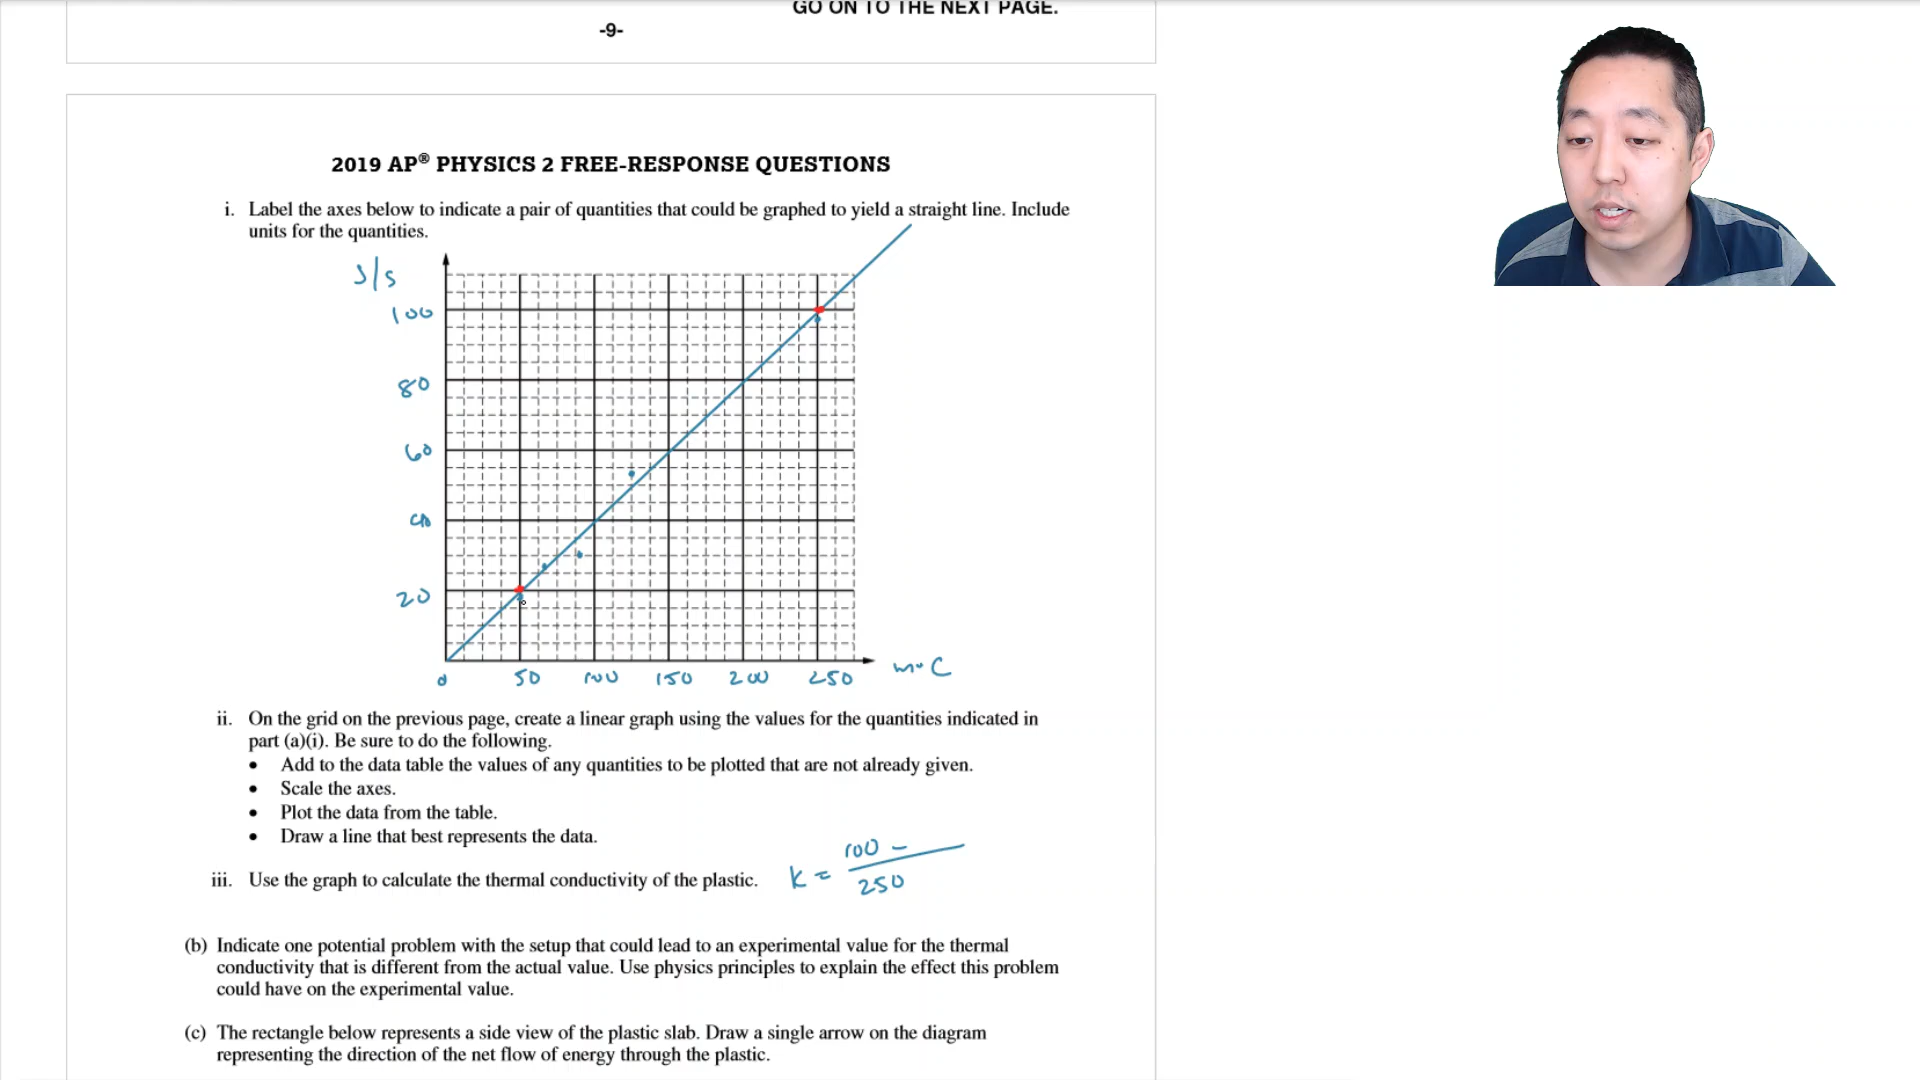 GO ON TO THE NEXT PAGE.
-9-
2019 AP® PHYSICS 2 FREE-RESPONSE QUESTIONS
i. Label the axes below to indicate a pair of quantities that could be graphed to yield a straight line. Include
units for the quantities.
J/s
100
80
60
40
20
0 50 100 150 200 250 m·C
ii. On the grid on the previous page, create a linear graph using the values for the quantities indicated in
part (a)(i). Be sure to do the following.
• Add to the data table the values of any quantities to be plotted that are not already given.
• Scale the axes.
• Plot the data from the table.
• Draw a line that best represents the data.
iii. Use the graph to calculate the thermal conductivity of the plastic.
k = 100 -
250
(b) Indicate one potential problem with the setup that could lead to an experimental value for the thermal
conductivity that is different from the actual value. Use physics principles to explain the effect this problem
could have on the experimental value.
(c) The rectangle below represents a side view of the plastic slab. Draw a single arrow on the diagram
representing the direction of the net flow of energy through the plastic.